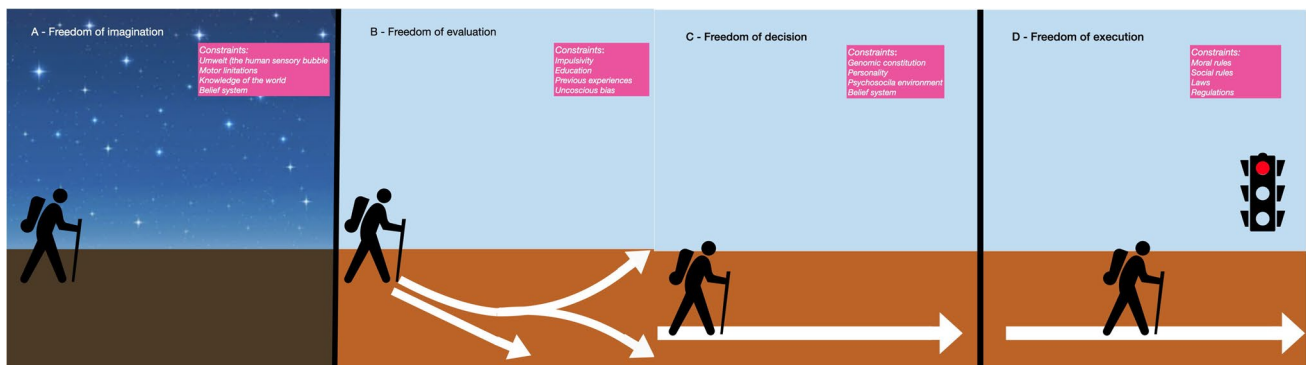 A - Freedom of imagination
Constraints:
Umwelt (the human sensory bubble
Motor linitations
Knowledge of the world
Belief system
B - Freedom of evaluation
Constraints:
Impulsivity
Education
Previous experiences
Uncoscious bias
C - Freedom of decision
Constraints:
Genomic constitution
Personality
Psychosocila environment
Belief system
D - Freedom of execution
Constraints:
Moral rules
Social rules
Laws
Regulations